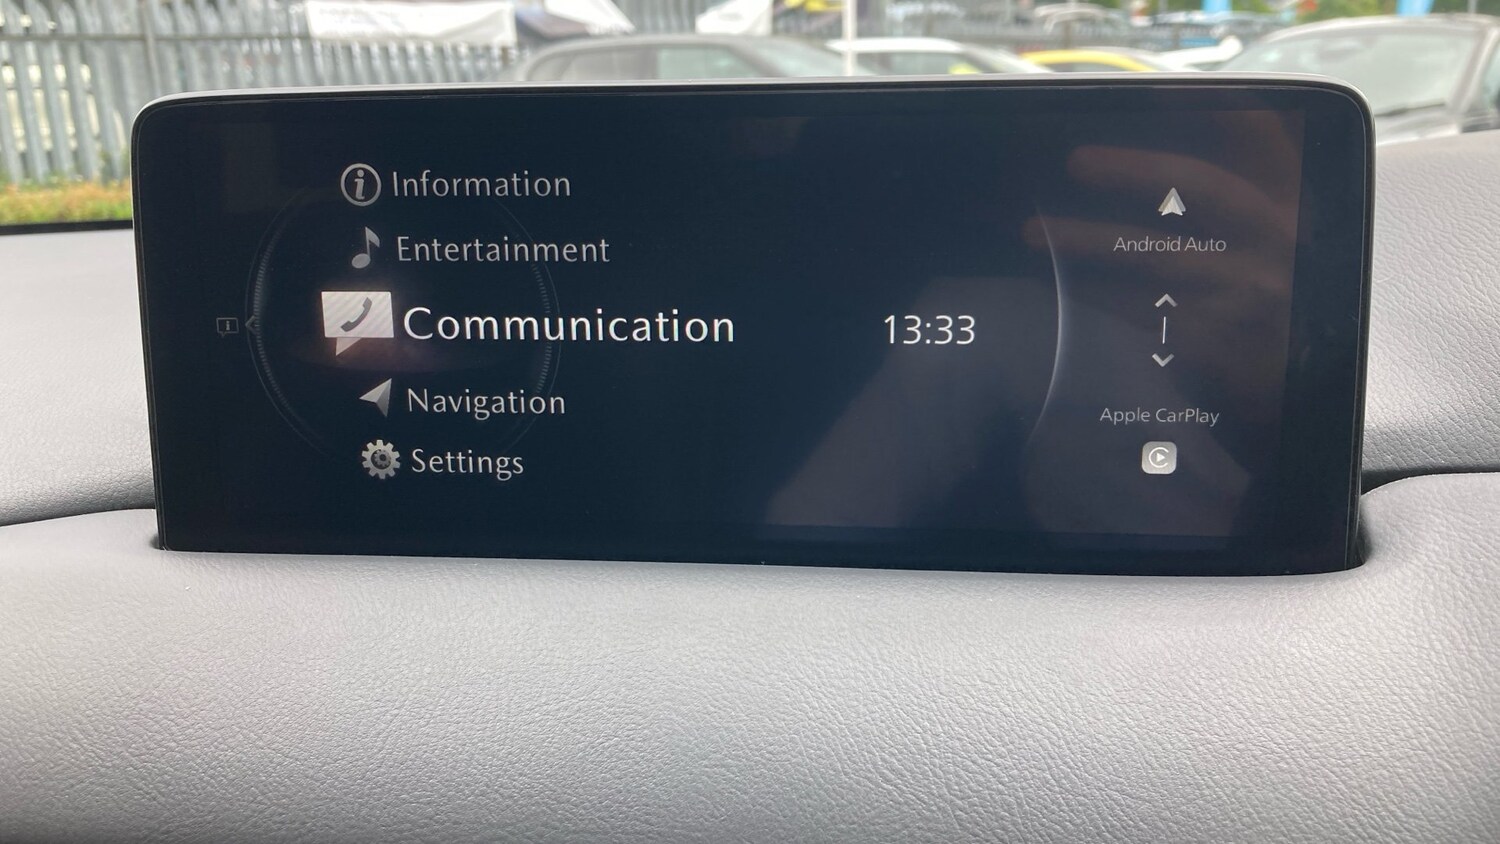 Information
Entertainment
Communication
Navigation
Settings
13:33
Android Auto
Apple CarPlay